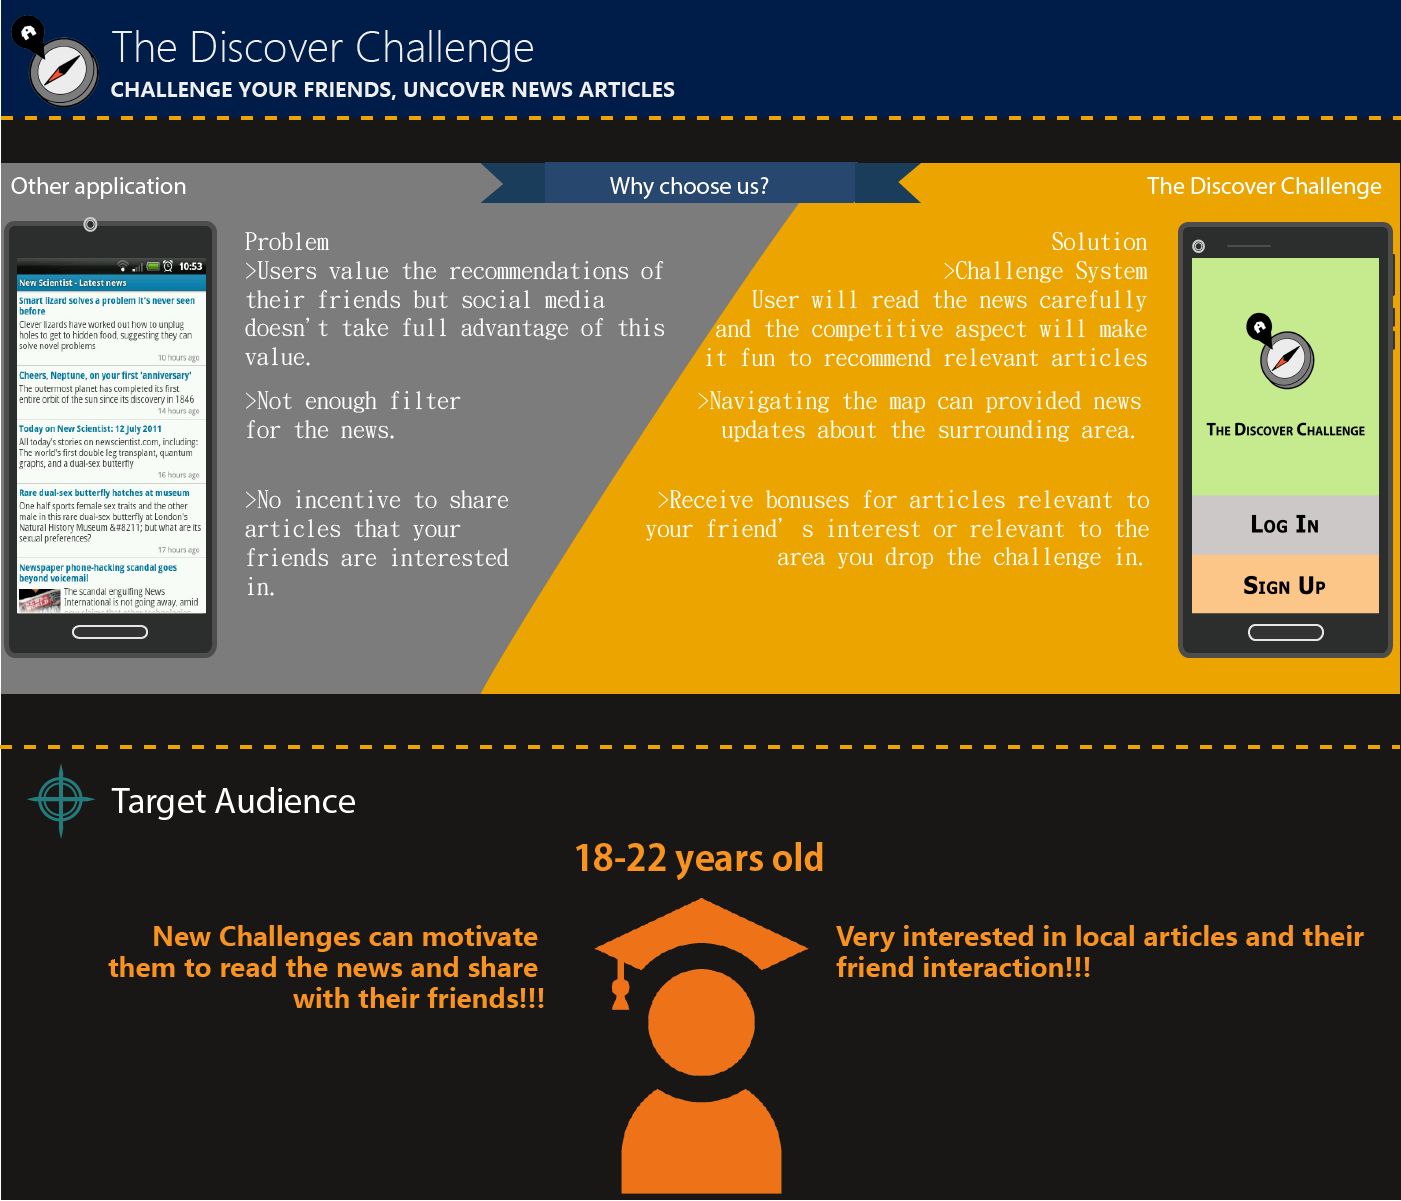 The Discover Challenge
CHALLENGE YOUR FRIENDS, UNCOVER NEWS ARTICLES
Other application
Why choose us?
The Discover Challenge
10:53
New Scientist - Latest news
Smart lizard solves a problem it's never seen
before
Clever lizards have worked out how to unplug
holes to get to hidden food, suggesting they can
solve novel problems
10 hours ago
Cheers, Neptune, on your first 'anniversary'
The outermost planet has completed its first
entire orbit of the sun since its discovery in 1846
14 hours ago
Today on New Scientist: 12 July 2011
All today's stories on newscientist.com, including:
The world's first double leg transplant, quantum
graphs, and a dual-sex butterfly
16 hours ago
Rare dual-sex butterfly hatches at museum
One half sports female sex traits and the other
male in this rare dual-sex butterfly at London's
Natural History Museum &#8211; but what are its
sexual preferences?
17 hours ago
Newspaper phone-hacking scandal goes
beyond voicemail
The scandal engulfing News
International is not going away, amid
Problem
>Users value the recommendations of
their friends but social media
doesn't take full advantage of this
value.
>Not enough filter
for the news.
>No incentive to share
articles that your
friends are interested
in.
Solution
>Challenge System
User will read the news carefully
and the competitive aspect will make
it fun to recommend relevant articles
>Navigating the map can provided news
updates about the surrounding area.
>Receive bonuses for articles relevant to
your friend's interest or relevant to the
area you drop the challenge in.
THE DISCOVER CHALLENGE
LOG IN
SIGN UP
Target Audience
18-22 years old
New Challenges can motivate
them to read the news and share
with their friends!!!
Very interested in local articles and their
friend interaction!!!